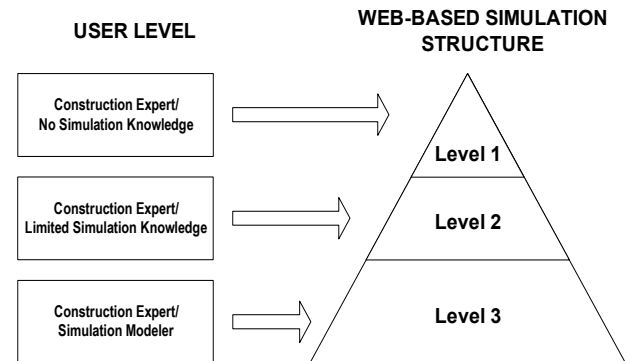 USER LEVEL
WEB-BASED SIMULATION
STRUCTURE
Construction Expert/
No Simulation Knowledge
Level 1
Construction Expert/
Limited Simulation Knowledge
Level 2
Construction Expert/
Simulation Modeler
Level 3